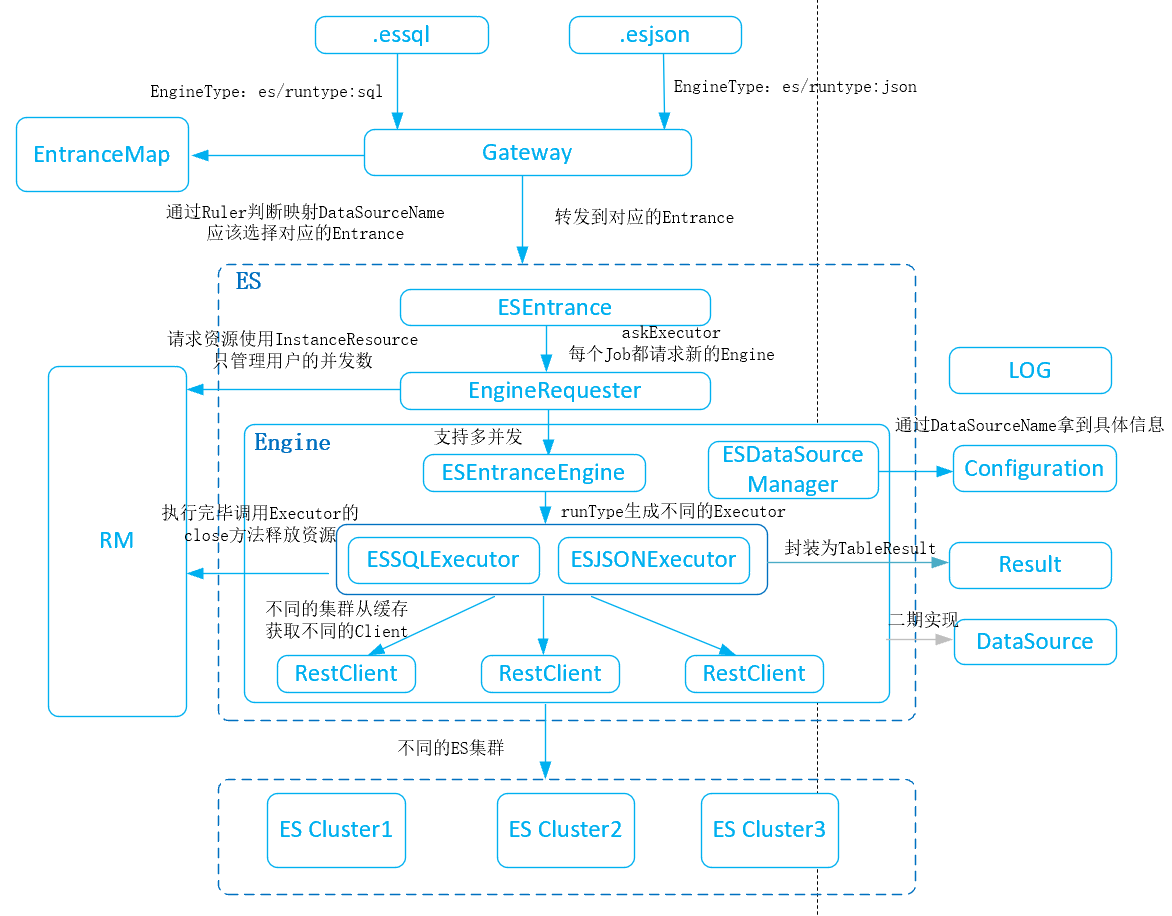 .essql
.esjson
EngineType: es/runtype:sql
EngineType: es/runtype:json
EntranceMap
Gateway
通过Ruler判断映射DataSourceName
应该选择对应的Entrance
转发到对应的Entrance
ES
ESEntrance
请求资源使用InstanceResource
只管理用户的并发数
askExecutor
每个Job都请求新的Engine
LOG
EngineRequester
通过DataSourceName拿到具体信息
Engine
支持多并发
ESDataSource
Manager
Configuration
ESEntranceEngine
执行完毕调用Executor的
close方法释放资源
runType生成不同的Executor
RM
ESSQLExecutor
ESJSONExecutor
封装为TableResult
Result
不同的集群从缓存
获取不同的Client
二期实现
DataSource
RestClient
RestClient
RestClient
不同的ES集群
ES Cluster1
ES Cluster2
ES Cluster3